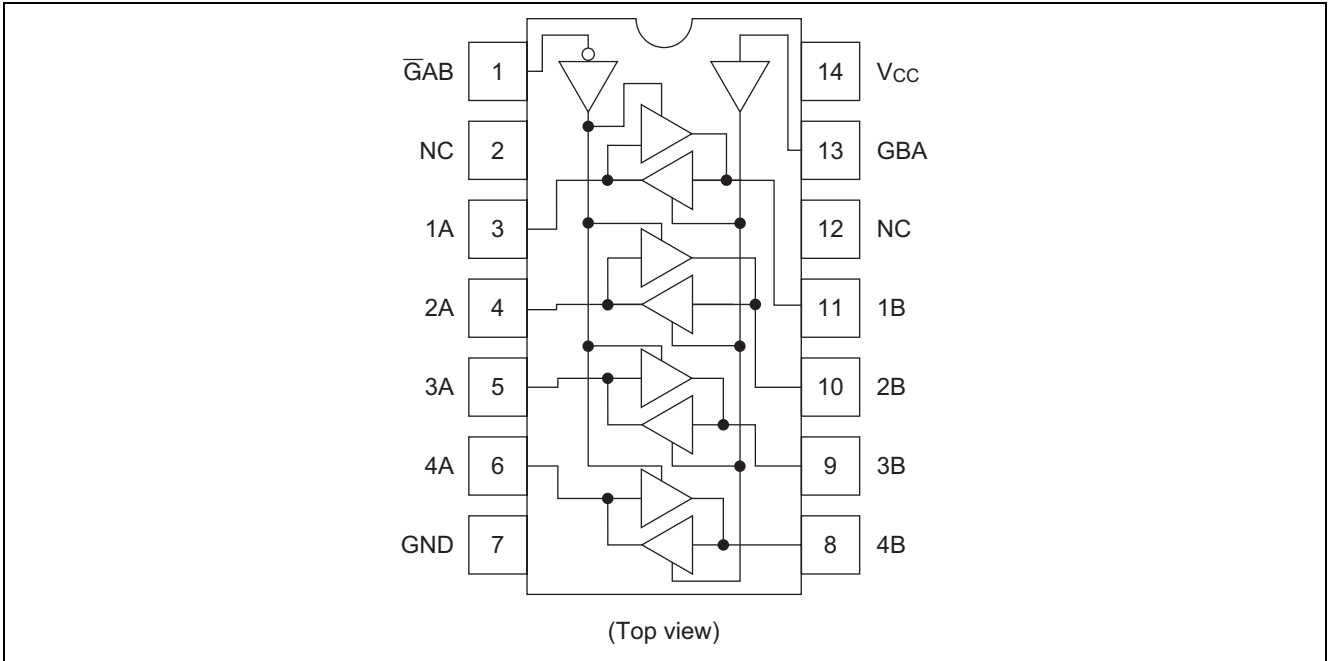 G̅AB 1 14 VCC
NC 2 13 GBA
1A 3 12 NC
2A 4 11 1B
3A 5 10 2B
4A 6 9 3B
GND 7 8 4B
(Top view)